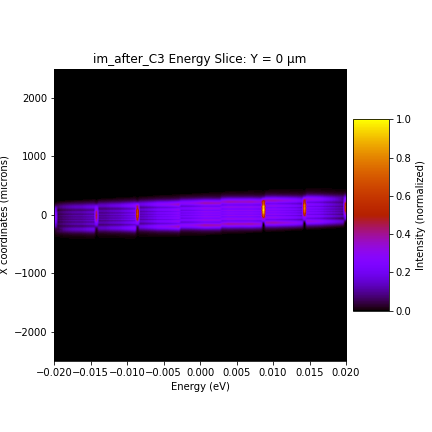 im_after_C3 Energy Slice: Y = 0 μm
X coordinates (microns)
2000
1000
0
−1000
−2000
−0.020 −0.015 −0.010 −0.005 0.000 0.005 0.010 0.015 0.020
Energy (eV)
1.0
0.8
0.6
0.4
0.2
0.0
Intensity (normalized)